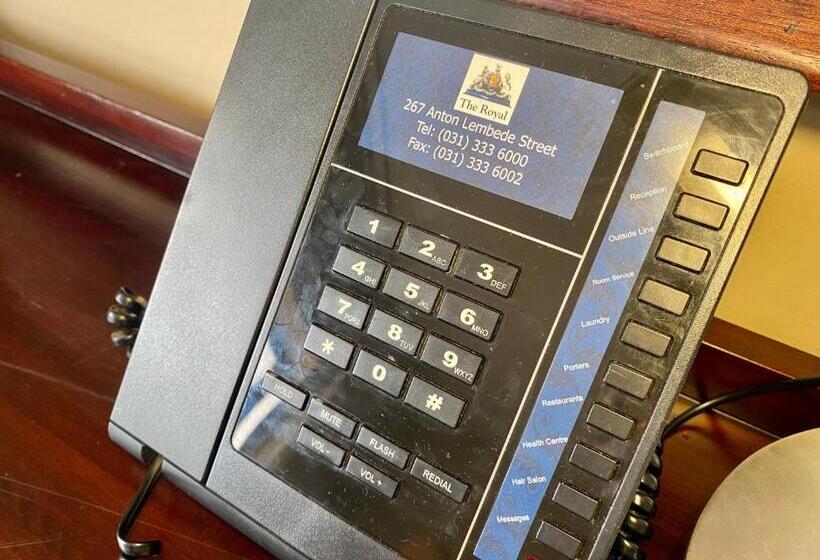 The Royal
267 Anton Lembede Street
Tel: (031) 333 6000
Fax: (031) 333 6002
Switchboard
Reception
Outside Line
Room Service
Laundry
Porters
Restaurants
Health Centre
Hair Salon
Messages
1
2 ABC
3 DEF
4 GHI
5 JKL
6 MNO
7 PQRS
8 TUV
9 WXYZ
*
0
#
HOLD
MUTE
FLASH
REDIAL
VOL-
VOL+